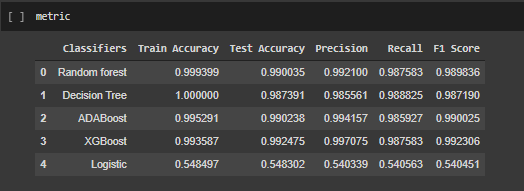 [ ] metric
Classifiers Train Accuracy Test Accuracy Precision Recall F1 Score
0 Random forest 0.999399 0.990035 0.992100 0.987583 0.989836
1 Decision Tree 1.000000 0.987391 0.985561 0.988825 0.987190
2 ADABoost 0.995291 0.990238 0.994157 0.985927 0.990025
3 XGBoost 0.993587 0.992475 0.997075 0.987583 0.992306
4 Logistic 0.548497 0.548302 0.540339 0.540563 0.540451